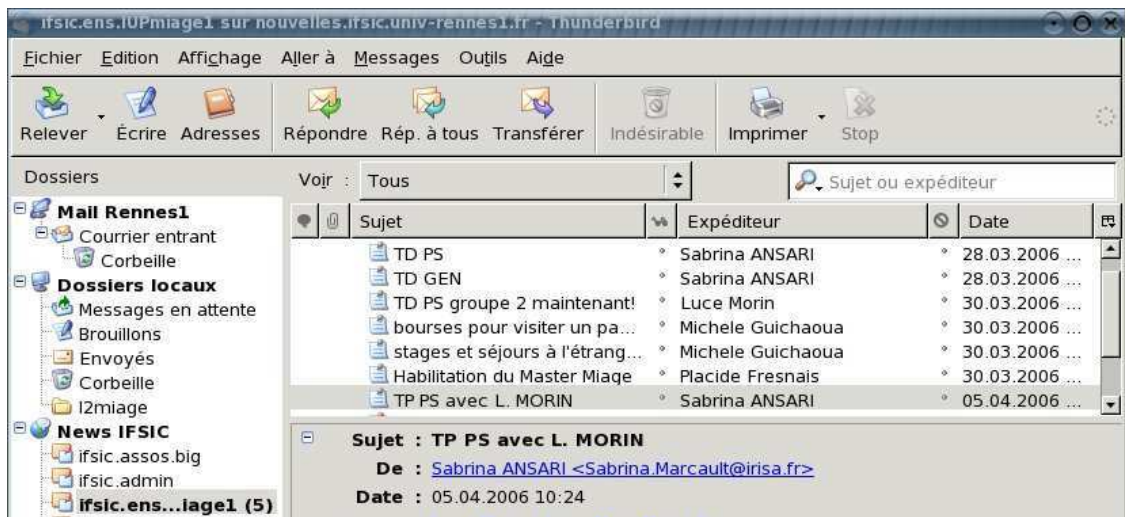 ifsic.ens.IUPmiage1 sur nouvelles.ifsic.univ-rennes1.fr - Thunderbird
Fichier Edition Affichage Aller à Messages Outils Aide
Relever Écrire Adresses Répondre Rép. à tous Transférer Indésirable Imprimer Stop
Dossiers
Mail Rennes1
Courrier entrant
Corbeille
Dossiers locaux
Messages en attente
Brouillons
Envoyés
Corbeille
l2miage
News IFSIC
ifsic.assos.big
ifsic.admin
ifsic.ens...iage1 (5)
Voir : Tous
Sujet ou expéditeur
Sujet Expéditeur Date
TD PS Sabrina ANSARI 28.03.2006 ...
TD GEN Sabrina ANSARI 28.03.2006 ...
TD PS groupe 2 maintenant! Luce Morin 30.03.2006 ...
bourses pour visiter un pa... Michele Guichaoua 30.03.2006 ...
stages et séjours à l'étrang... Michele Guichaoua 30.03.2006 ...
Habilitation du Master Miage Placide Fresnais 30.03.2006 ...
TP PS avec L. MORIN Sabrina ANSARI 05.04.2006 ...
Sujet : TP PS avec L. MORIN
De : Sabrina ANSARI <Sabrina.Marcault@irisa.fr>
Date : 05.04.2006 10:24